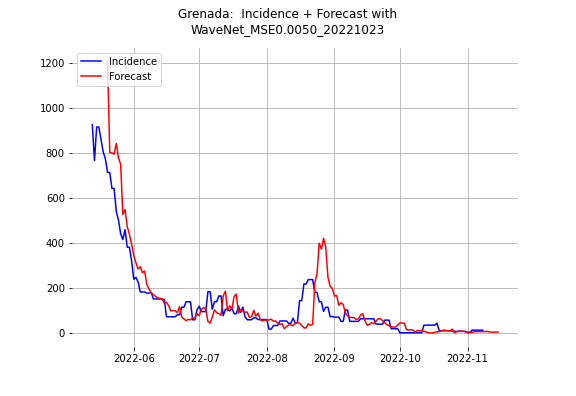 Grenada:  Incidence + Forecast with
WaveNet_MSE0.0050_20221023
Incidence
Forecast
1200
1000
800
600
400
200
0
2022-06 2022-07 2022-08 2022-09 2022-10 2022-11